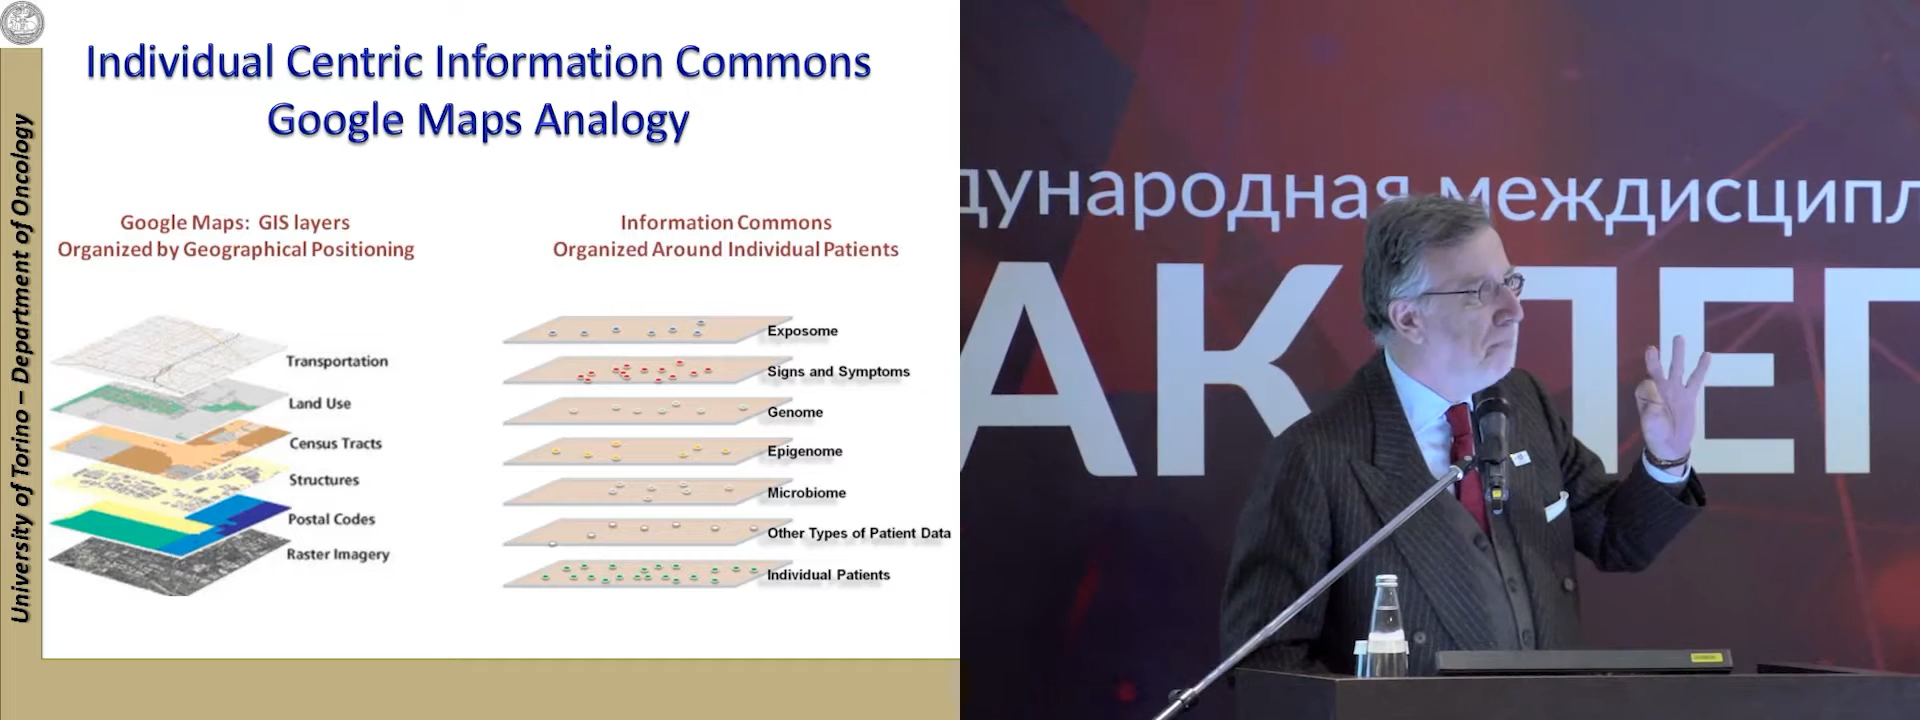 Individual Centric Information Commons
Google Maps Analogy
University of Torino – Department of Oncology
Google Maps: GIS layers
Organized by Geographical Positioning
Transportation
Land Use
Census Tracts
Structures
Postal Codes
Raster Imagery
Information Commons
Organized Around Individual Patients
Exposome
Signs and Symptoms
Genome
Epigenome
Microbiome
Other Types of Patient Data
Individual Patients
дународная междисципл